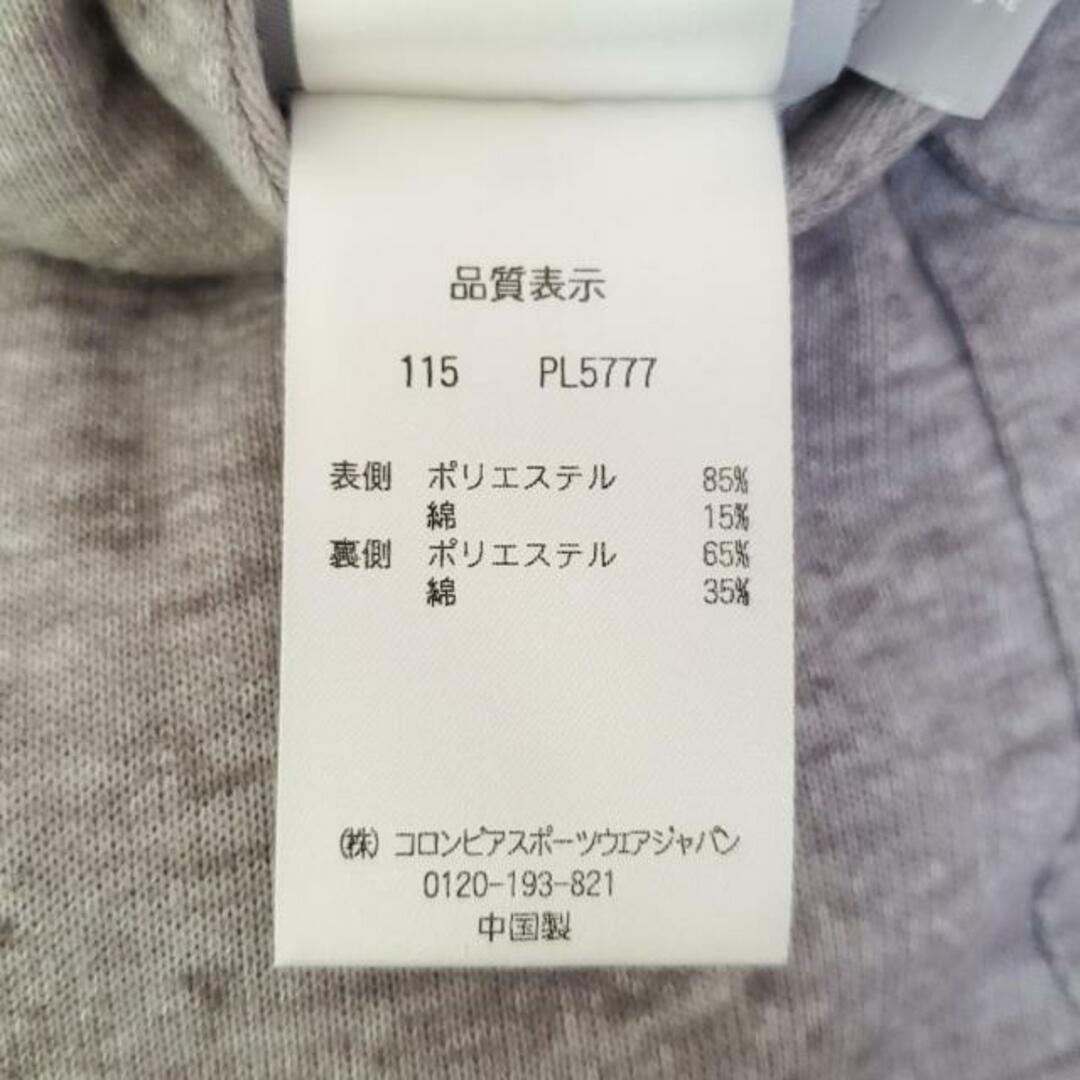 品質表示
115 PL5777
表側 ポリエステル 85%
綿 15%
裏側 ポリエステル 65%
綿 35%
(株) コロンビアスポーツウエアジャパン
0120-193-821
中国製